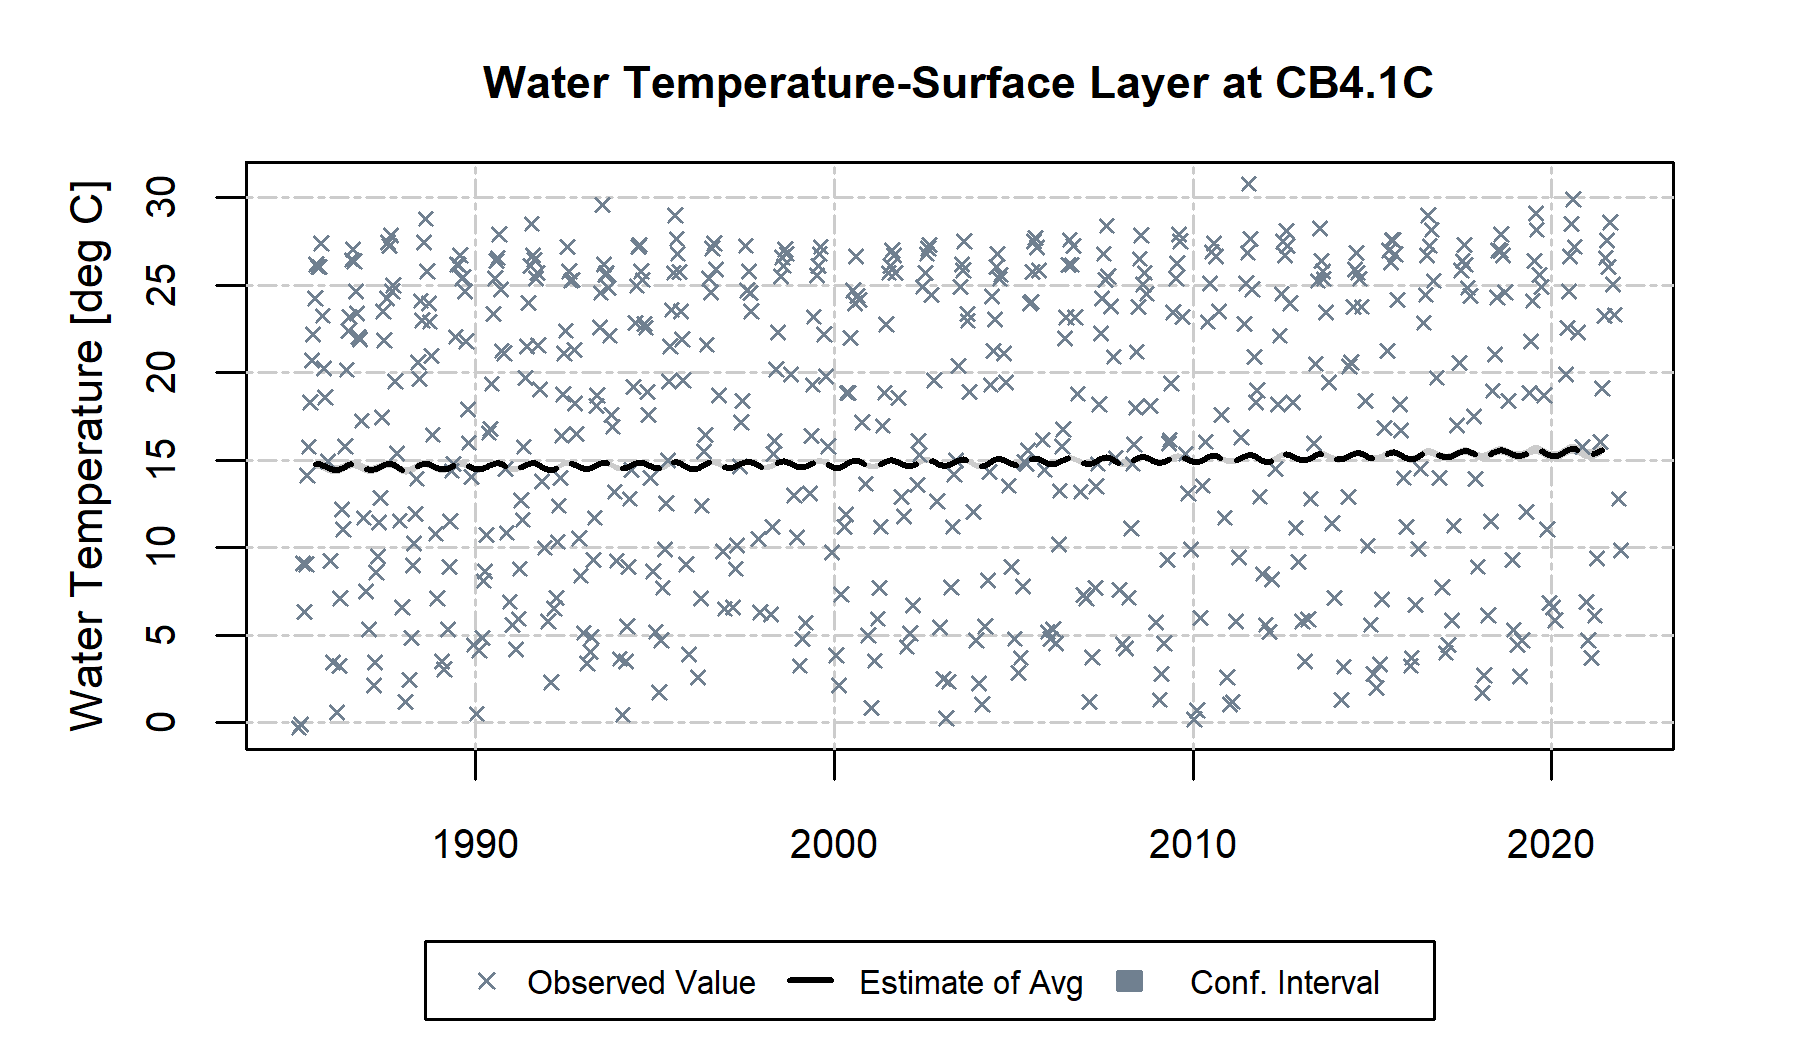 Water Temperature-Surface Layer at CB4.1C
Water Temperature [deg C]
30
25
20
15
10
5
0
1990 2000 2010 2020
Observed Value Estimate of Avg Conf. Interval